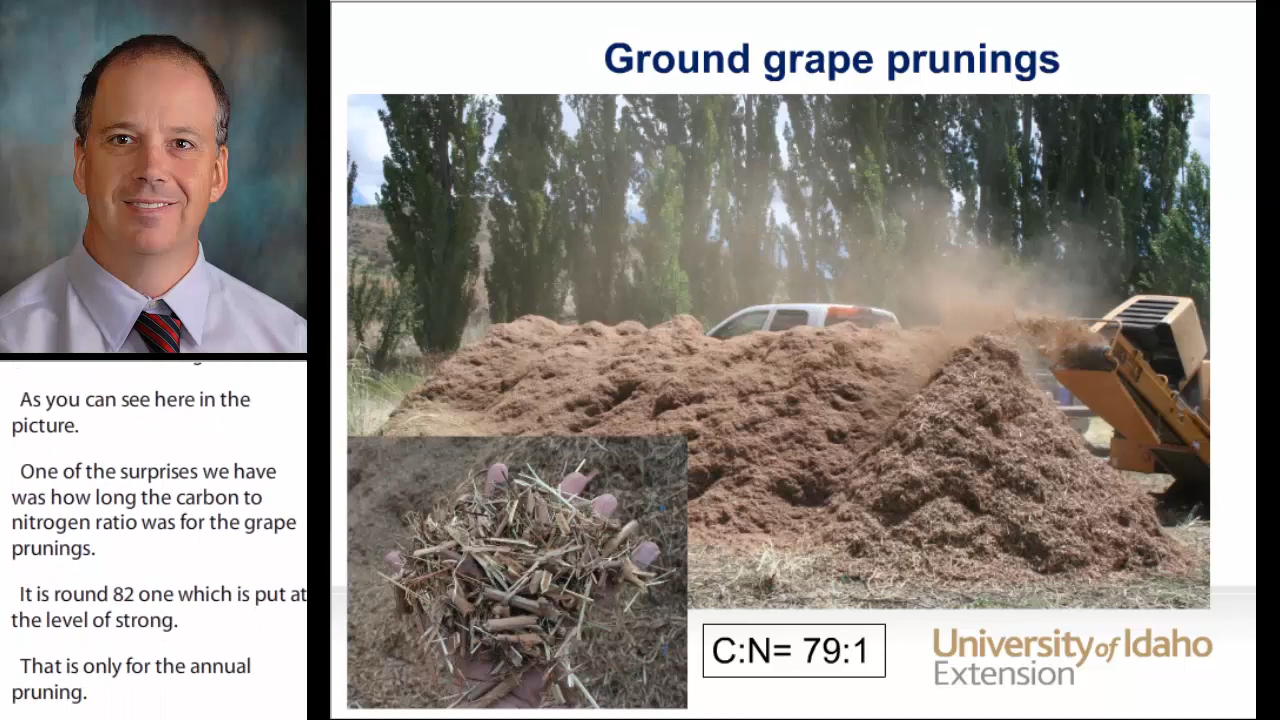 Ground grape prunings
As you can see here in the
picture.
One of the surprises we have
was how long the carbon to
nitrogen ratio was for the grape
prunings.
It is round 82 one which is put at
the level of strong.
That is only for the annual
pruning.
C:N= 79:1
University of Idaho
Extension